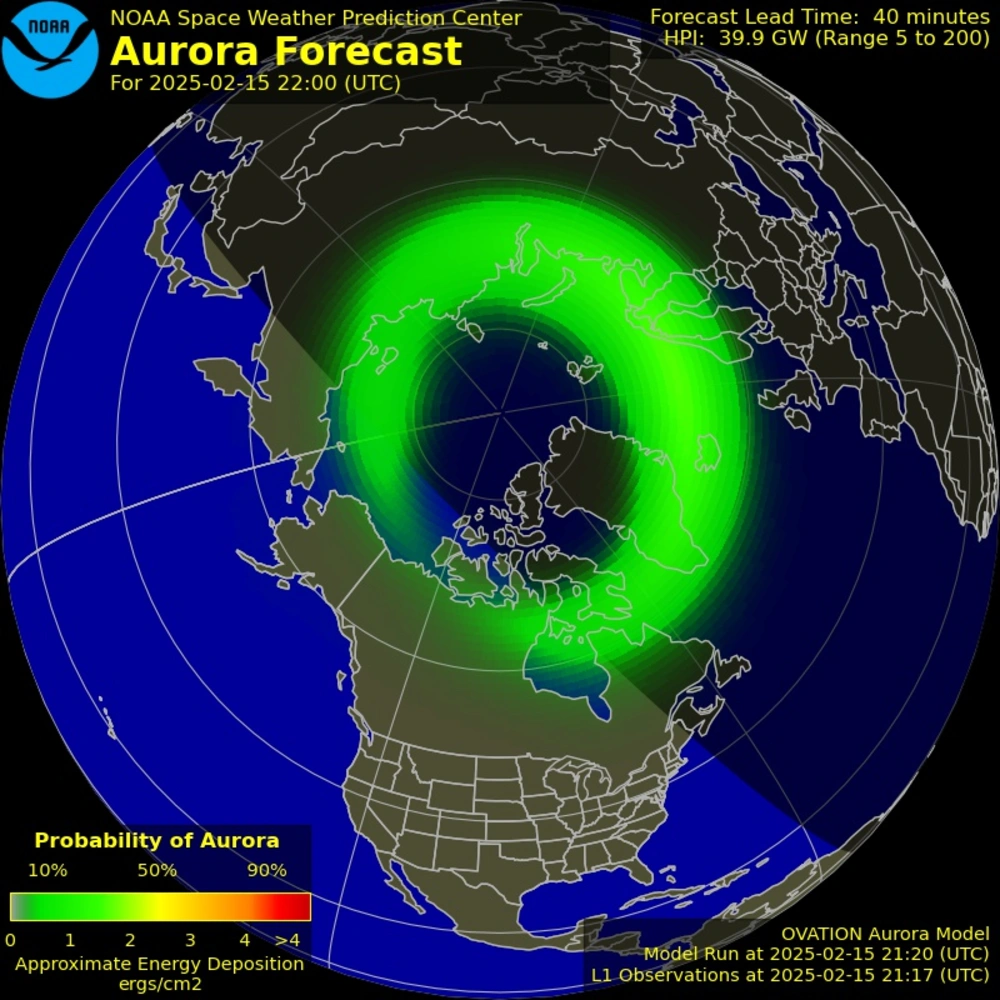 NOAA
NOAA Space Weather Prediction Center
Aurora Forecast
For 2025-02-15 22:00 (UTC)
Forecast Lead Time: 40 minutes
HPI: 39.9 GW (Range 5 to 200)
Probability of Aurora
10% 50% 90%
0 1 2 3 4 >4
Approximate Energy Deposition
ergs/cm2
OVATION Aurora Model
Model Run at 2025-02-15 21:20 (UTC)
L1 Observations at 2025-02-15 21:17 (UTC)